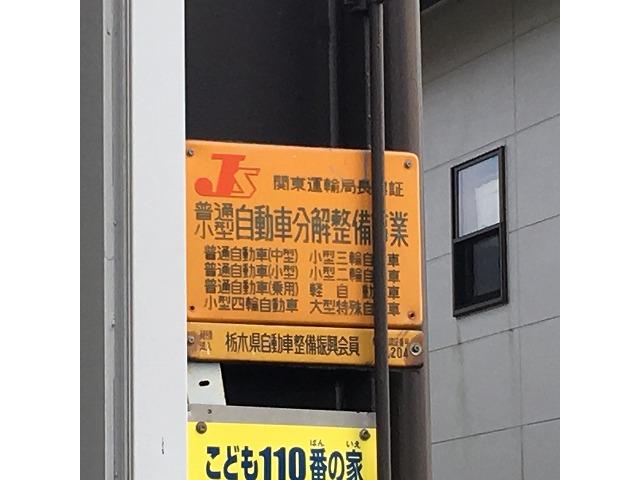 JS 関東運輸局長認証
普通
小型 自動車分解整備事業
普通自動車(中型) 小型三輪自動車
普通自動車(小型) 小型二輪自動車
普通自動車(乗用) 軽自動車
小型四輪自動車 大型特殊自動車
栃木県自動車整備振興会員 204
ばん いえ
こども110番の家